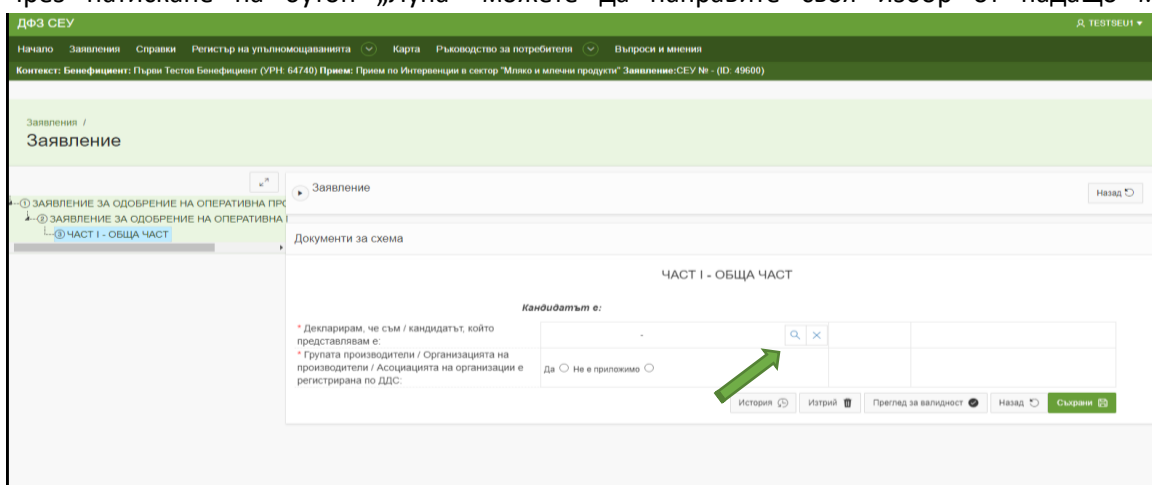 чрез натискане на бутон „Лупа“ можете да направите своя избор от падащо м
ДФЗ СЕУ
TESTSEU1
Начало Заявления Справки Регистър на упълномощаванията Карта Ръководство за потребителя Въпроси и мнения
Контекст: Бенефициент: Първи Тестов Бенефициент (УРН: 64740) Прием: Прием по Интервенции в сектор "Мляко и млечни продукти" Заявление:СЕУ № - (ID: 49600)
Заявления /
Заявление
Заявление
Назад
① ЗАЯВЛЕНИЕ ЗА ОДОБРЕНИЕ НА ОПЕРАТИВНА ПРО
② ЗАЯВЛЕНИЕ ЗА ОДОБРЕНИЕ НА ОПЕРАТИВНА
③ ЧАСТ I - ОБЩА ЧАСТ
Документи за схема
ЧАСТ I - ОБЩА ЧАСТ
Кандидатът е:
* Декларирам, че съм / кандидатът, който
представлявам е:
-
* Групата производители / Организацията на
производители / Асоциацията на организации е
регистрирана по ДДС:
Да Не е приложимо
История Изтрий Преглед за валидност Назад Съхрани